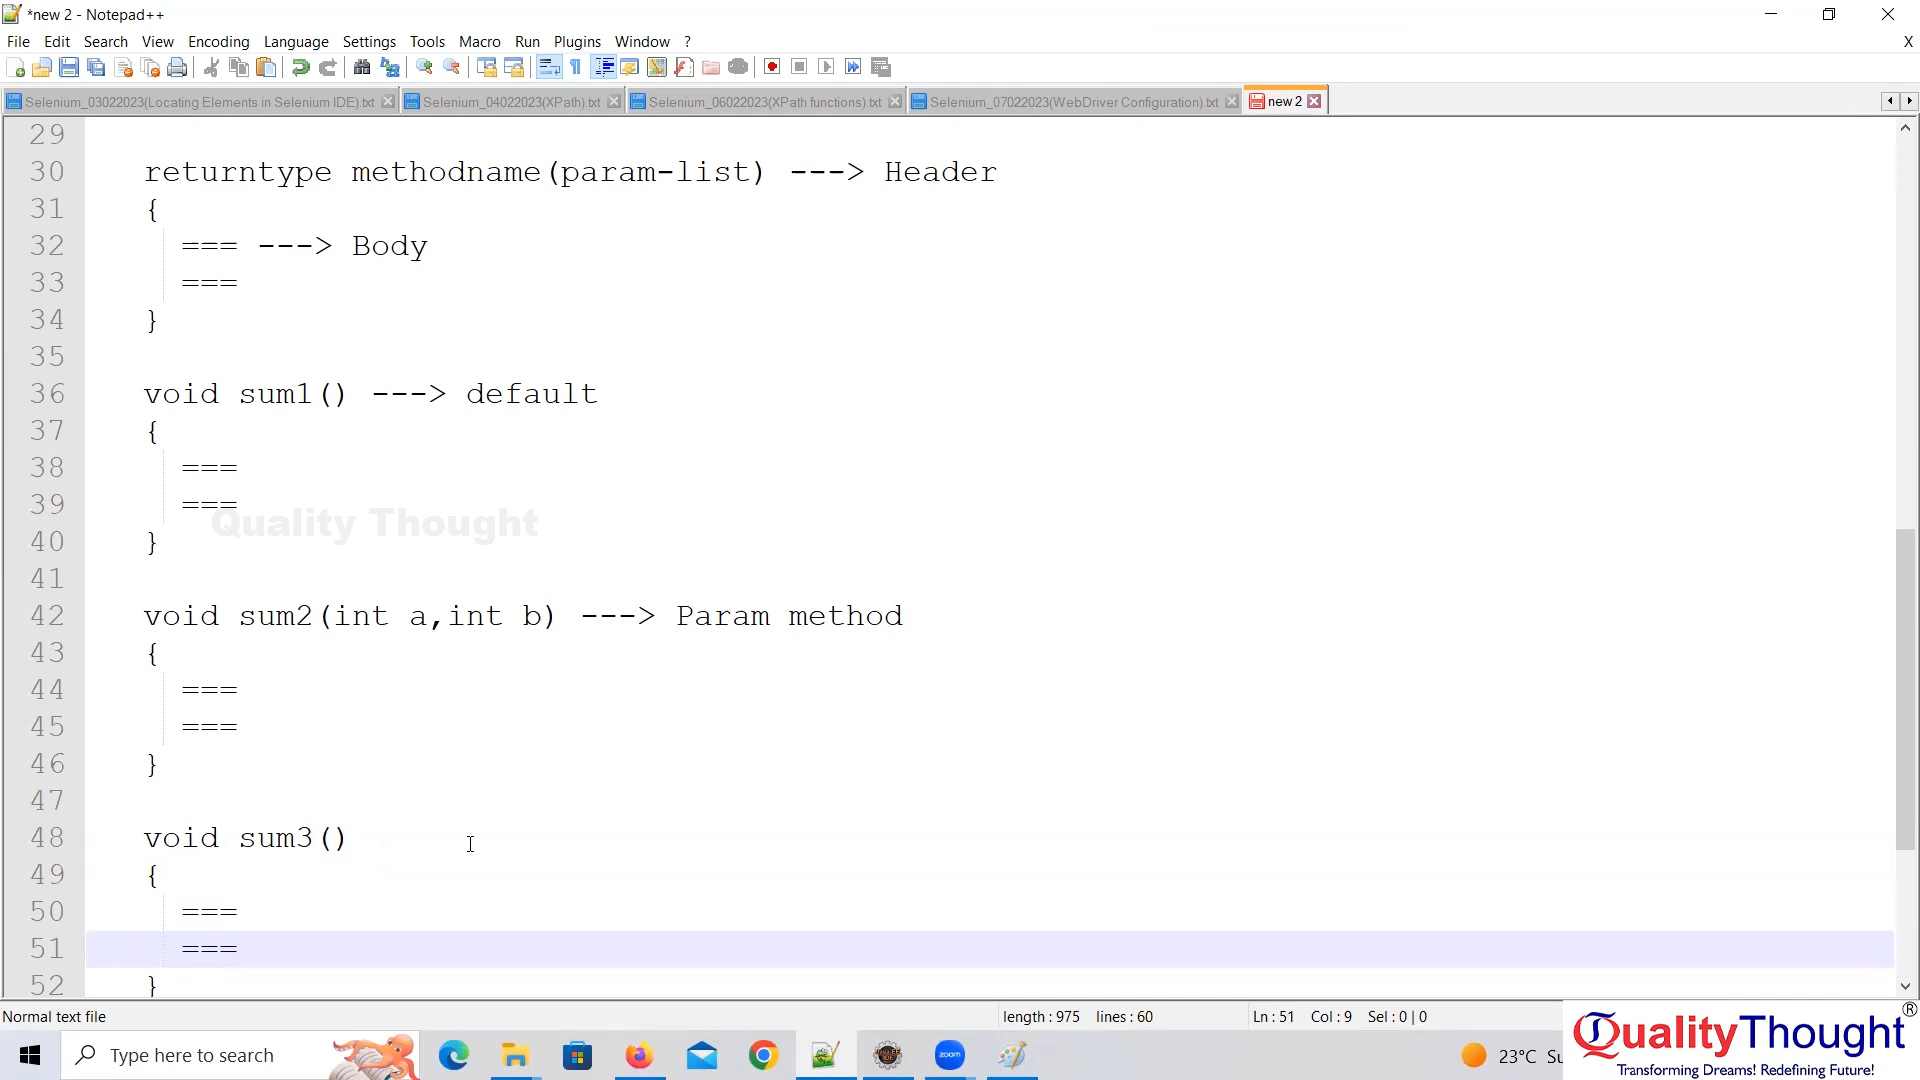 *new 2 - Notepad++
File Edit Search View Encoding Language Settings Tools Macro Run Plugins Window ? X
Selenium_03022023(Locating Elements in Selenium IDE).txt Selenium_04022023(XPath).txt Selenium_06022023(XPath functions).txt Selenium_07022023(WebDriver Configuration).txt new 2
29
30 returntype methodname(param-list) ---> Header
31 {
32 === ---> Body
33 ===
34 }
35
36 void sum1() ---> default
37 {
38 ===
39 ===
Quality Thought
40 }
41
42 void sum2(int a,int b) ---> Param method
43 {
44 ===
45 ===
46 }
47
48 void sum3()
49 {
50 ===
51 ===
52 }
Normal text file length : 975 lines : 60 Ln : 51 Col : 9 Sel : 0 | 0
Type here to search zoom 23°C Su
QualityThought ®
Transforming Dreams! Redefining Future!